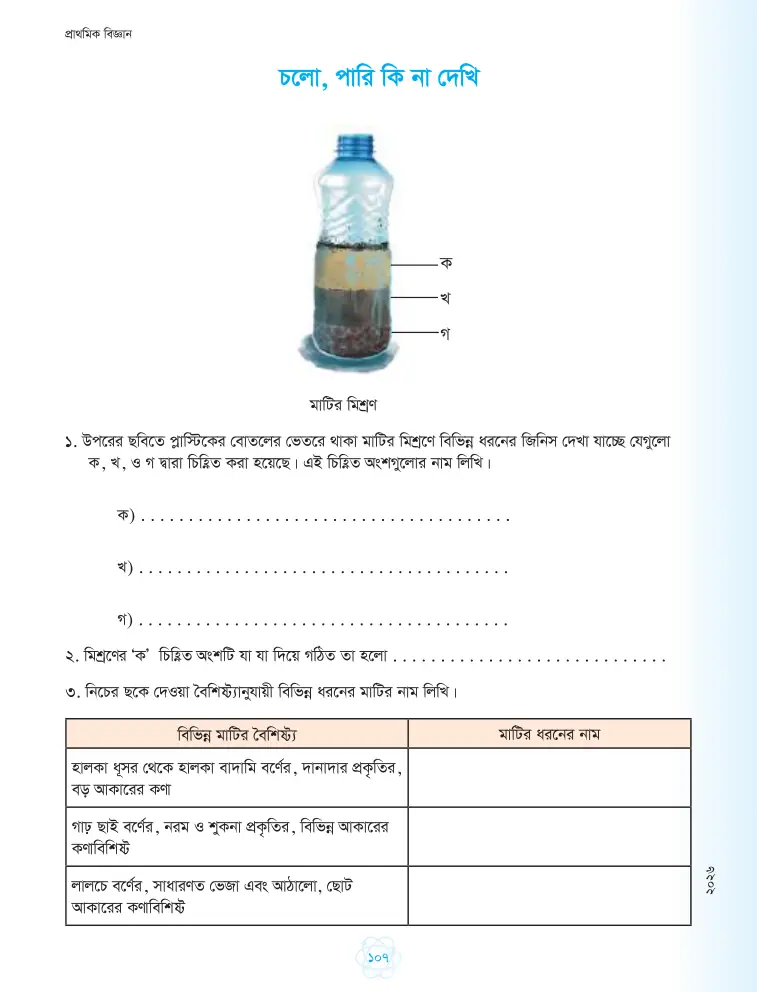 প্রাথমিক বিজ্ঞান
চলো, পারি কি না দেখি
ক
খ
গ
মাটির মিশ্রণ
১. উপরের ছবিতে প্লাস্টিকের বোতলের ভেতরে থাকা মাটির মিশ্রণে বিভিন্ন ধরনের জিনিস দেখা যাচ্ছে যেগুলো
ক, খ, ও গ দ্বারা চিহ্নিত করা হয়েছে। এই চিহ্নিত অংশগুলোর নাম লিখি।
ক) . . . . . . . . . . . . . . . . . . . . . . . . . . . . . . . . . . . . . . .
খ) . . . . . . . . . . . . . . . . . . . . . . . . . . . . . . . . . . . . . . .
গ) . . . . . . . . . . . . . . . . . . . . . . . . . . . . . . . . . . . . . . .
২. মিশ্রণের ‘ক’ চিহ্নিত অংশটি যা যা দিয়ে গঠিত তা হলো . . . . . . . . . . . . . . . . . . . . . . . . . . . . .
৩. নিচের ছকে দেওয়া বৈশিষ্ট্যানুযায়ী বিভিন্ন ধরনের মাটির নাম লিখি।
বিভিন্ন মাটির বৈশিষ্ট্য
মাটির ধরনের নাম
হালকা ধূসর থেকে হালকা বাদামি বর্ণের, দানাদার প্রকৃতির,
বড় আকারের কণা
গাঢ় ছাই বর্ণের, নরম ও শুকনা প্রকৃতির, বিভিন্ন আকারের
কণাবিশিষ্ট
লালচে বর্ণের, সাধারণত ভেজা এবং আঠালো, ছোট
আকারের কণাবিশিষ্ট
২০২৬
১০৭